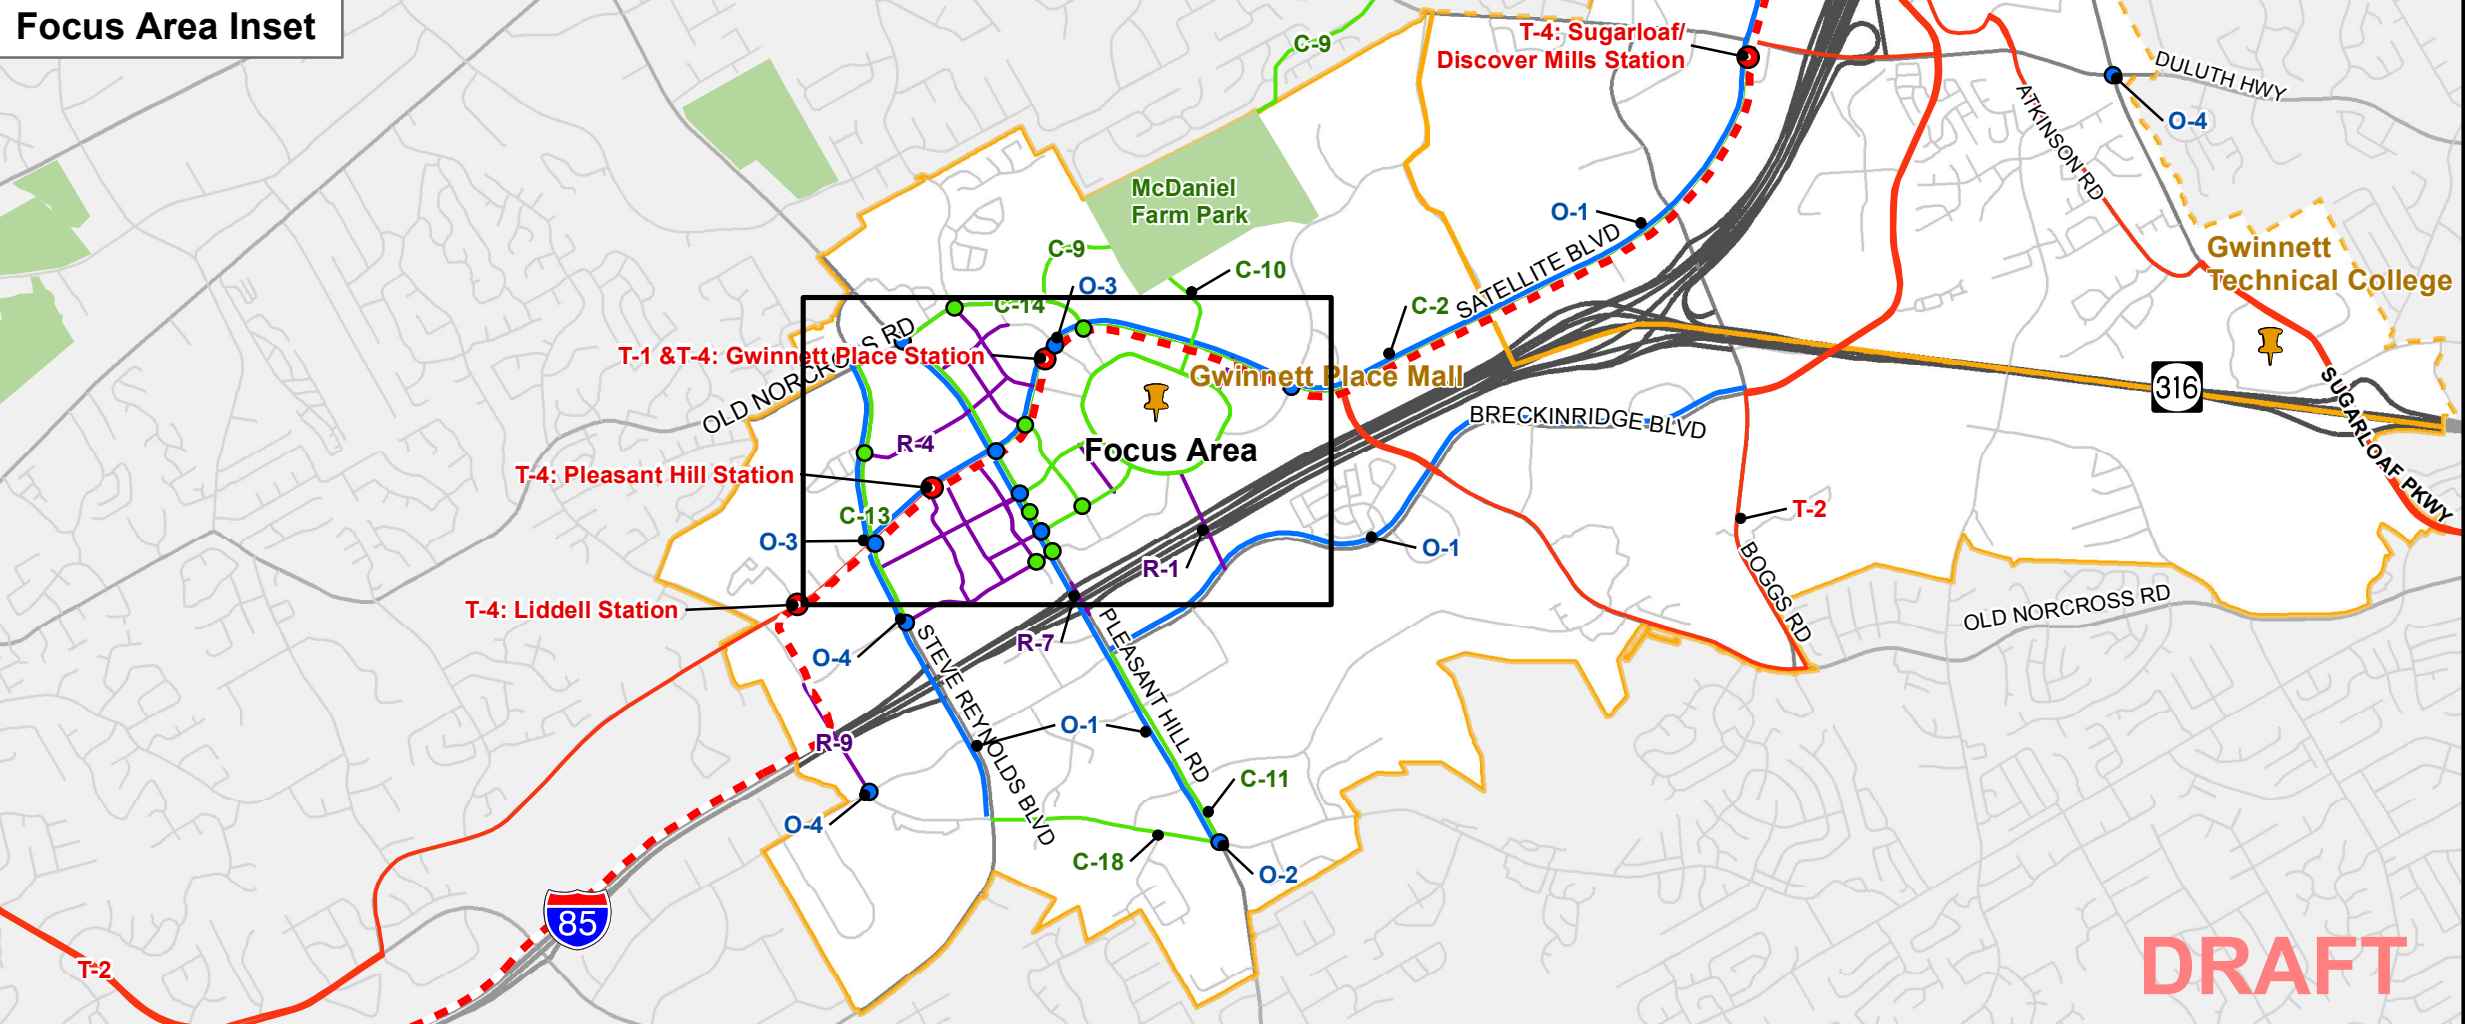 Focus Area Inset
C-9
T-4: Sugarloaf/
Discover Mills Station
DULUTH HWY
O-4
ATKINSON RD
McDaniel
Farm Park
O-1
SATELLITE BLVD
Gwinnett
Technical College
C-9
C-10
O-3
C-14
C-2
OLD NORCROSS RD
T-1 &T-4: Gwinnett Place Station
Gwinnett Place Mall
316
BRECKINRIDGE BLVD
SUGARLOAF PKWY
R-4
Focus Area
T-4: Pleasant Hill Station
C-13
O-3
T-2
O-1
R-1
BOGGS RD
OLD NORCROSS RD
T-4: Liddell Station
R-7
O-4
STEVE REYNOLDS BLVD
PLEASANT HILL RD
O-1
R-9
C-11
O-4
C-18
O-2
85
T-2
DRAFT